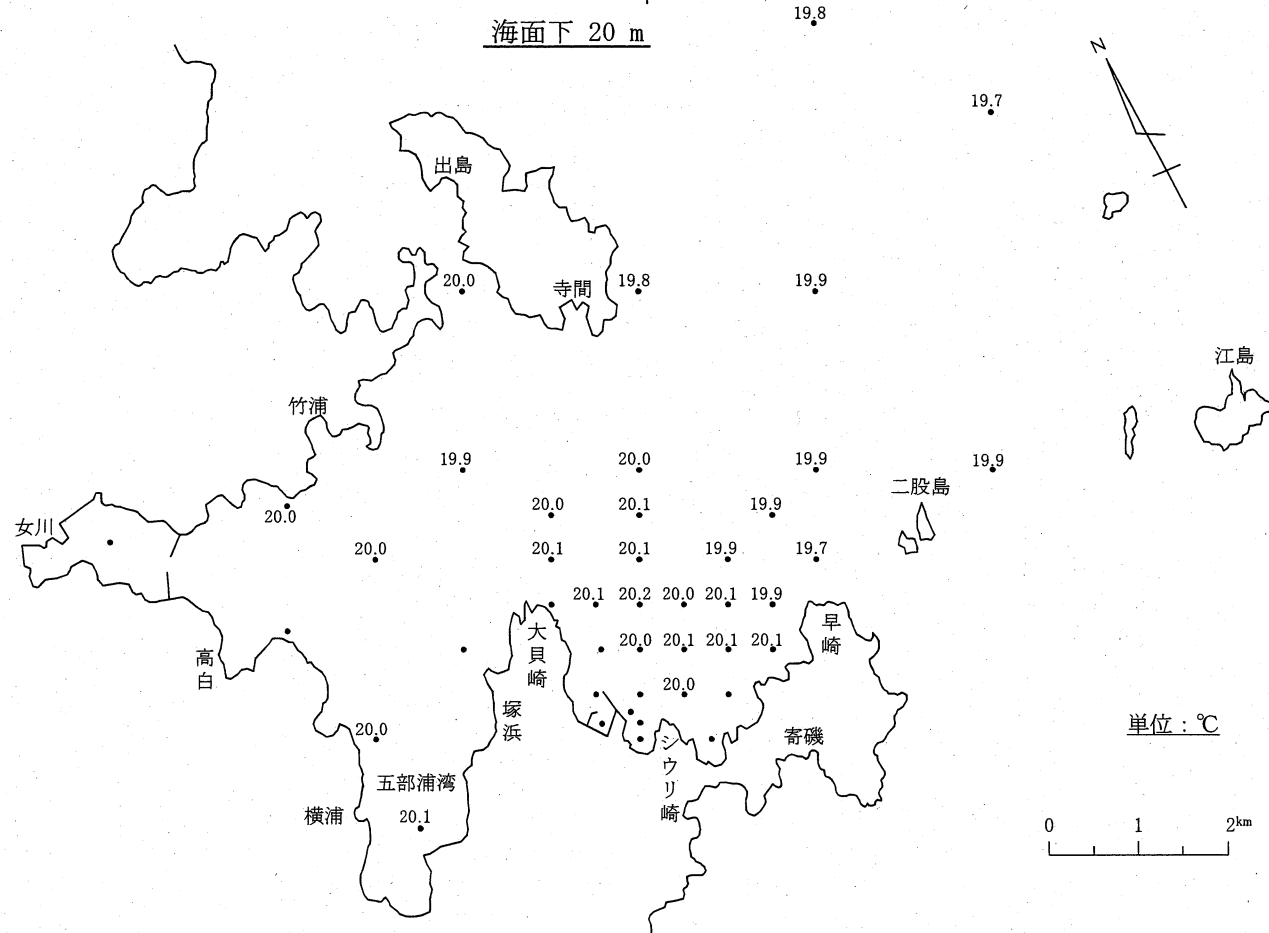 19.8
海面下 20 m
N
19.7
出島
20.0
寺間
19.8
19.9
江島
竹浦
19.9
20.0
19.9
19.9
二股島
20.0
20.0
20.1
19.9
女川
20.0
20.1
20.1
19.9
19.7
20.1
20.2
20.0
20.1
19.9
大貝崎
早崎
20.0
20.1
20.1
20.1
高白
20.0
塚浜
20.0
シウリ崎
寄磯
単位：℃
五部浦湾
横浦
20.1
0
1
2km